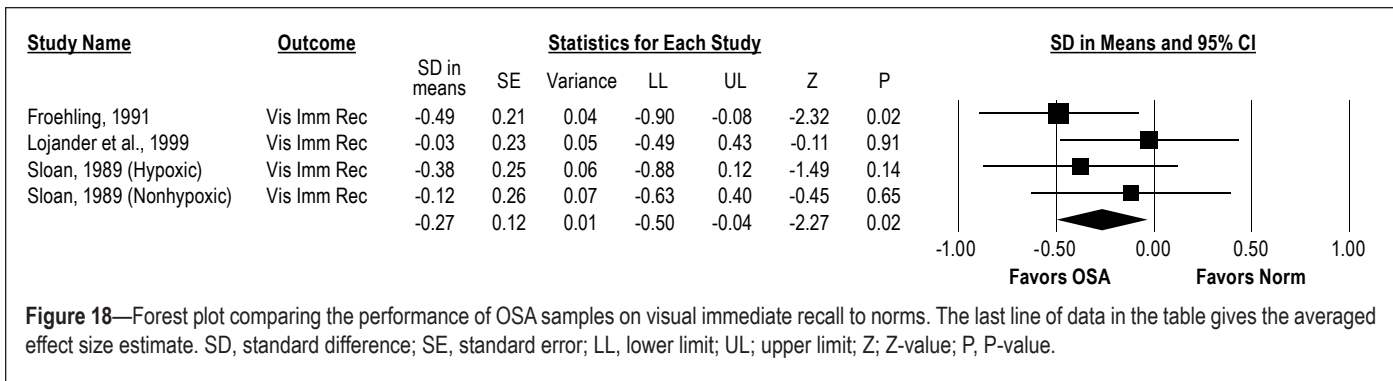 Study Name Outcome Statistics for Each Study SD in Means and 95% CI
SD in
means SE Variance LL UL Z P
Froehling, 1991 Vis Imm Rec -0.49 0.21 0.04 -0.90 -0.08 -2.32 0.02
Lojander et al., 1999 Vis Imm Rec -0.03 0.23 0.05 -0.49 0.43 -0.11 0.91
Sloan, 1989 (Hypoxic) Vis Imm Rec -0.38 0.25 0.06 -0.88 0.12 -1.49 0.14
Sloan, 1989 (Nonhypoxic) Vis Imm Rec -0.12 0.26 0.07 -0.63 0.40 -0.45 0.65
-0.27 0.12 0.01 -0.50 -0.04 -2.27 0.02
-1.00 -0.50 0.00 0.50 1.00
Favors OSA Favors Norm
Figure 18—Forest plot comparing the performance of OSA samples on visual immediate recall to norms. The last line of data in the table gives the averaged
effect size estimate. SD, standard difference; SE, standard error; LL, lower limit; UL; upper limit; Z; Z-value; P, P-value.